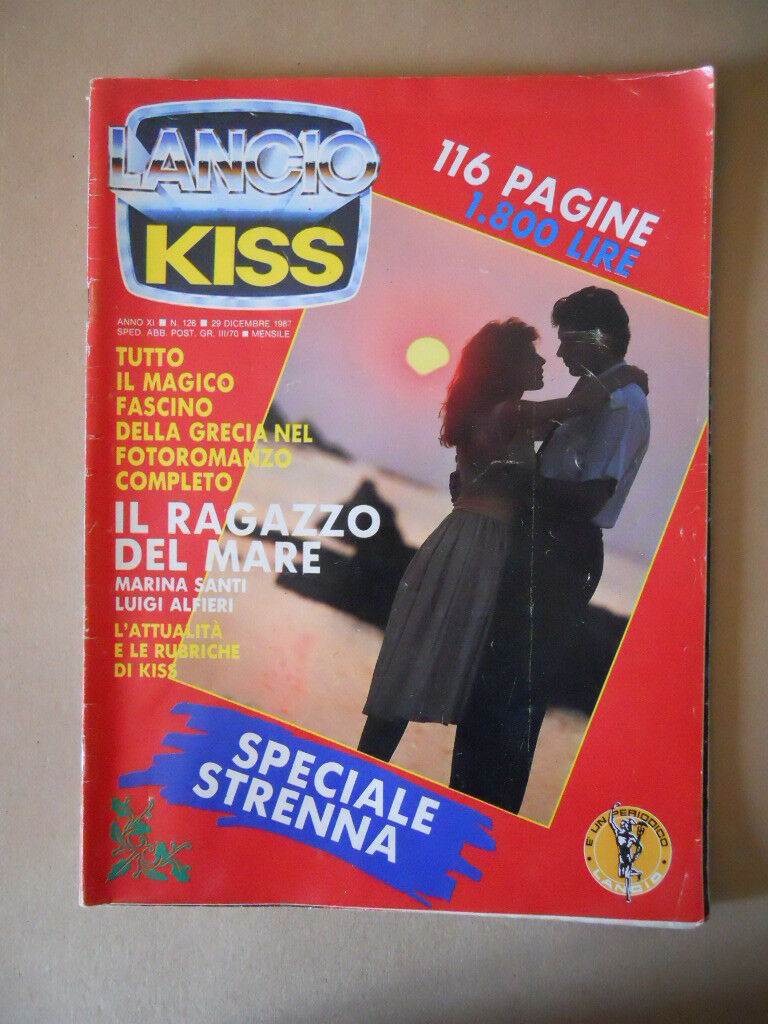 LANCIO
KISS
116 PAGINE
1.800 LIRE
ANNO XI ■ N. 126 ■ 29 DICEMBRE 1987
SPED. ABB. POST. GR. III/70 ■ MENSILE
TUTTO
IL MAGICO
FASCINO
DELLA GRECIA NEL
FOTOROMANZO
COMPLETO
IL RAGAZZO
DEL MARE
MARINA SANTI
LUIGI ALFIERI
L'ATTUALITÀ
E LE RUBRICHE
DI KISS
SPECIALE
STRENNA
È UN PERIODICO
LANCIO